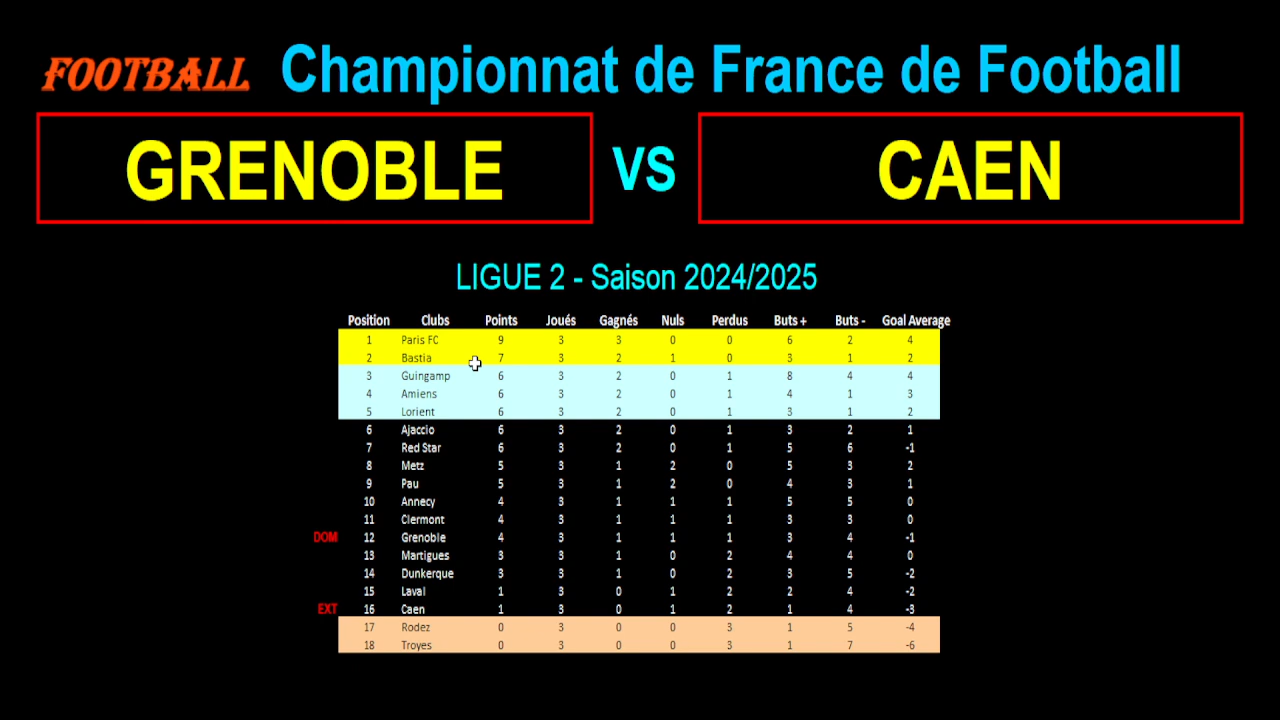 FOOTBALL Championnat de France de Football
GRENOBLE VS CAEN
LIGUE 2 - Saison 2024/2025
Position Clubs Points Joués Gagnés Nuls Perdus Buts + Buts - Goal Average
1 Paris FC 9 3 3 0 0 6 2 4
2 Bastia 7 3 2 1 0 3 1 2
3 Guingamp 6 3 2 0 1 8 4 4
4 Amiens 6 3 2 0 1 4 1 3
5 Lorient 6 3 2 0 1 3 1 2
6 Ajaccio 6 3 2 0 1 3 2 1
7 Red Star 6 3 2 0 1 5 6 -1
8 Metz 5 3 1 2 0 5 3 2
9 Pau 5 3 1 2 0 4 3 1
10 Annecy 4 3 1 1 1 5 5 0
11 Clermont 4 3 1 1 1 3 3 0
DOM 12 Grenoble 4 3 1 1 1 3 4 -1
13 Martigues 3 3 1 0 2 4 4 0
14 Dunkerque 3 3 1 0 2 3 5 -2
15 Laval 1 3 0 1 2 2 4 -2
EXT 16 Caen 1 3 0 1 2 1 4 -3
17 Rodez 0 3 0 0 3 1 5 -4
18 Troyes 0 3 0 0 3 1 7 -6